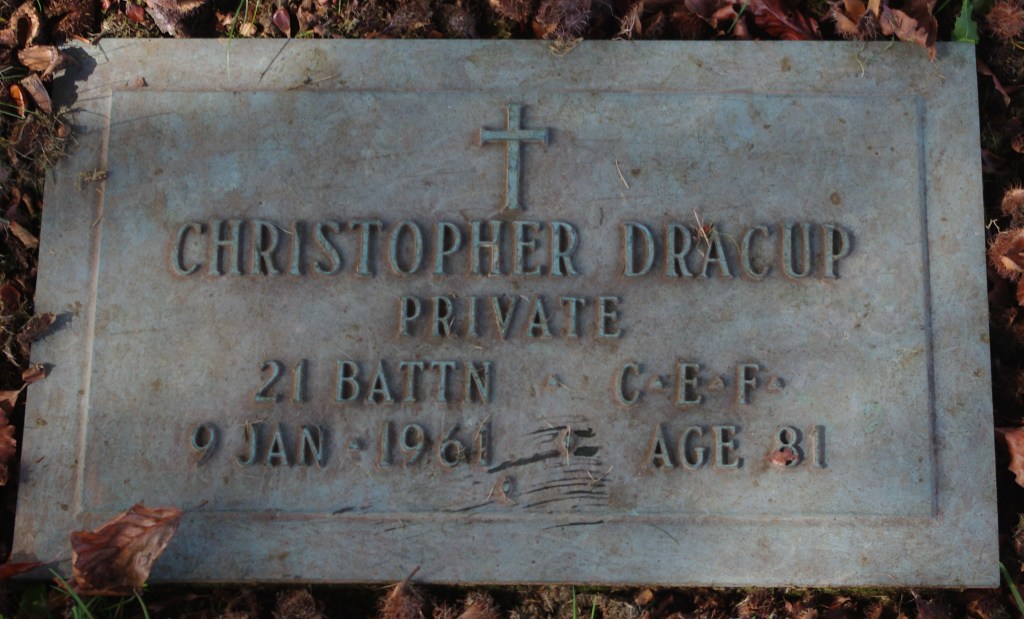 CHRISTOPHER DRACUP
PRIVATE
21 BATTN · C·E·F·
9 JAN · 1961 AGE 81